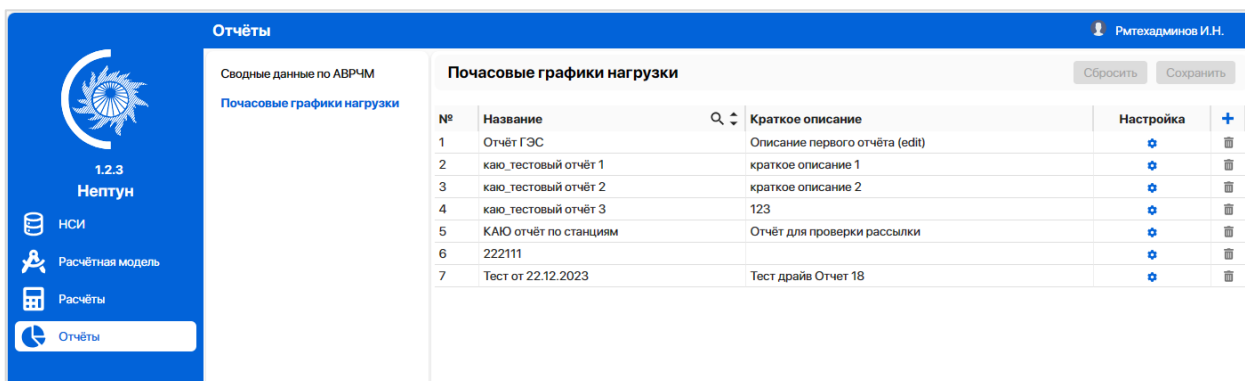 Отчёты
Рмтехадминов И.Н.
1.2.3
Нептун
НСИ
Расчётная модель
Расчёты
Отчёты
Сводные данные по АВРЧМ
Почасовые графики нагрузки
Почасовые графики нагрузки
Сбросить Сохранить
№ Название Краткое описание Настройка
1 Отчёт ГЭС Описание первого отчёта (edit)
2 каю_тестовый отчёт 1 краткое описание 1
3 каю_тестовый отчёт 2 краткое описание 2
4 каю_тестовый отчёт 3 123
5 КАЮ отчёт по станциям Отчёт для проверки рассылки
6 222111
7 Тест от 22.12.2023 Тест драйв Отчет 18